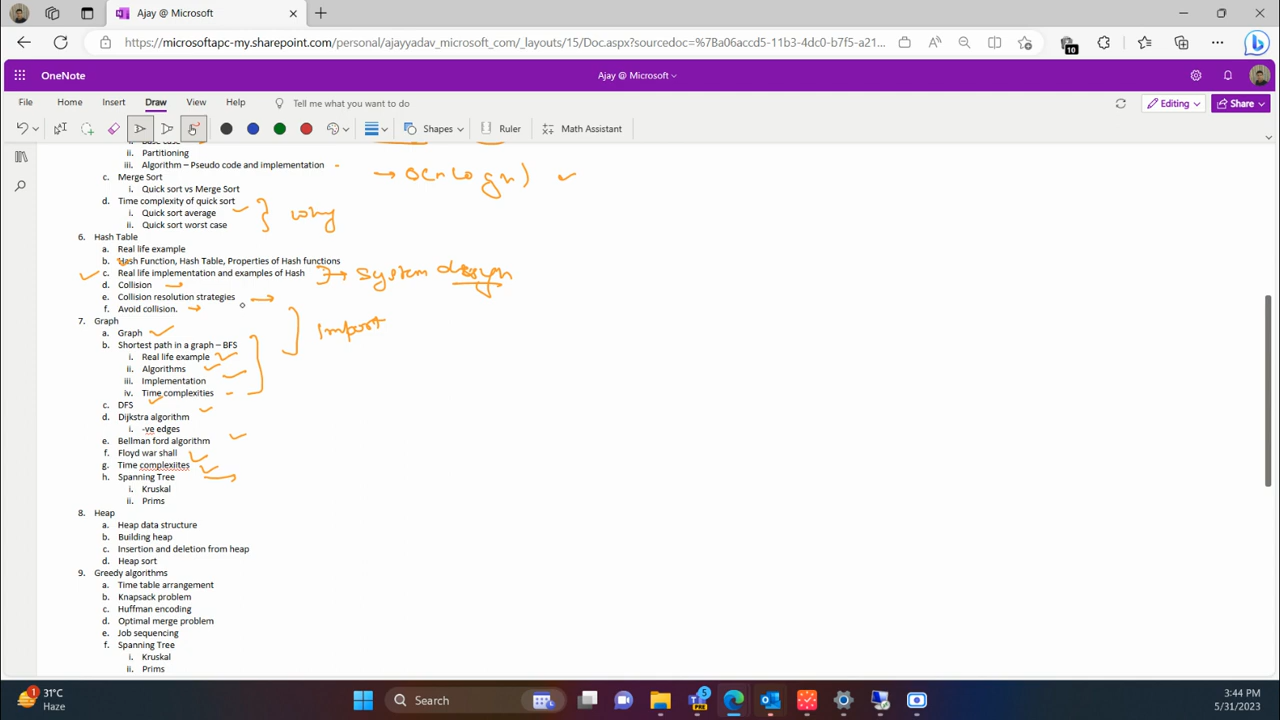 Ajay @ Microsoft
https://microsoftapc-my.sharepoint.com/personal/ajayyadav_microsoft_com/_layouts/15/Doc.aspx?sourcedoc=%7Ba06accd5-11b3-4dc0-b7f5-a21...
10
OneNote
Ajay @ Microsoft
File Home Insert Draw View Help Tell me what you want to do
Editing Share
Shapes Ruler Math Assistant
ii. Partitioning
iii. Algorithm – Pseudo code and implementation
c. Merge Sort
→ O(n log n)
i. Quick sort vs Merge Sort
d. Time complexity of quick sort
i. Quick sort average
why
ii. Quick sort worst case
6. Hash Table
a. Real life example
b. Hash Function, Hash Table, Properties of Hash functions
c. Real life implementation and examples of Hash
→ system design
d. Collision
e. Collision resolution strategies
f. Avoid collision.
7. Graph
a. Graph
Import
b. Shortest path in a graph – BFS
i. Real life example
ii. Algorithms
iii. Implementation
iv. Time complexities
c. DFS
d. Dijkstra algorithm
i. -ve edges
e. Bellman ford algorithm
f. Floyd war shall
g. Time complexiites
h. Spanning Tree
i. Kruskal
ii. Prims
8. Heap
a. Heap data structure
b. Building heap
c. Insertion and deletion from heap
d. Heap sort
9. Greedy algorithms
a. Time table arrangement
b. Knapsack problem
c. Huffman encoding
d. Optimal merge problem
e. Job sequencing
f. Spanning Tree
i. Kruskal
ii. Prims
1
31°C
Haze
Search
5
PRE
3:44 PM
5/31/2023